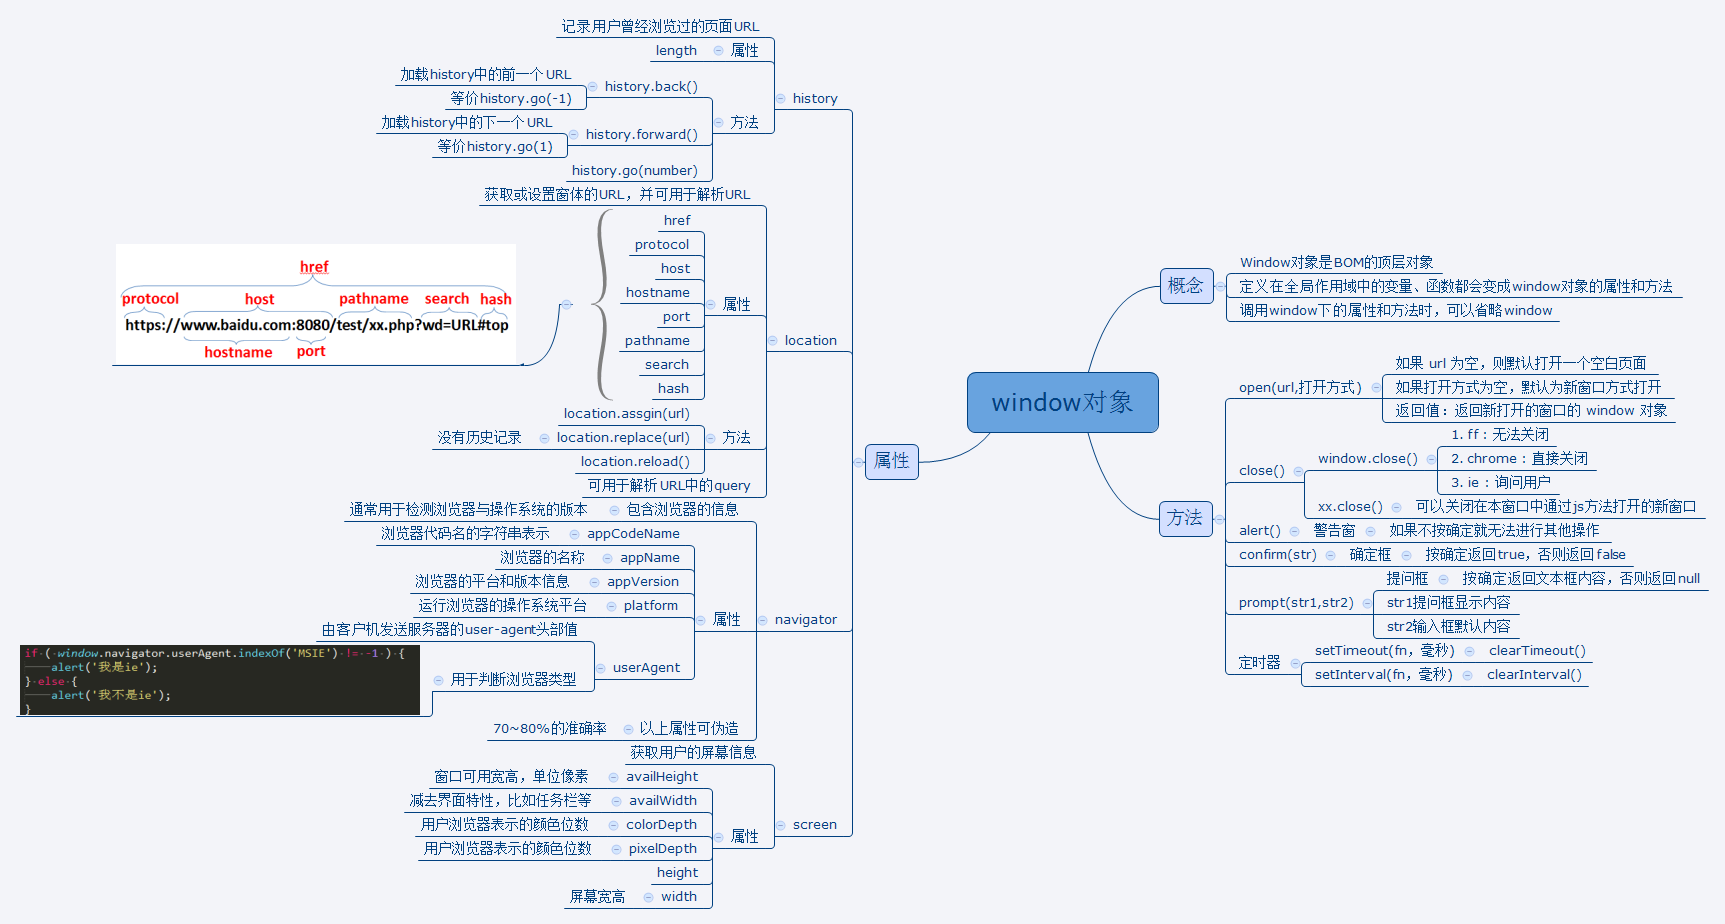 window对象
概念
Window对象是BOM的顶层对象
定义在全局作用域中的变量、函数都会变成window对象的属性和方法
调用window下的属性和方法时，可以省略window
方法
open(url,打开方式)
如果 url 为空，则默认打开一个空白页面
如果打开方式为空，默认为新窗口方式打开
返回值：返回新打开的窗口的 window 对象
close()
window.close()
1. ff：无法关闭
2. chrome：直接关闭
3. ie：询问用户
xx.close()
可以关闭在本窗口中通过js方法打开的新窗口
alert()
警告窗
如果不按确定就无法进行其他操作
confirm(str)
确定框
按确定返回true，否则返回false
prompt(str1,str2)
提问框
按确定返回文本框内容，否则返回null
str1提问框显示内容
str2输入框默认内容
定时器
setTimeout(fn，毫秒)
clearTimeout()
setInterval(fn，毫秒)
clearInterval()
属性
history
记录用户曾经浏览过的页面URL
属性
length
方法
history.back()
加载history中的前一个 URL
等价history.go(-1)
history.forward()
加载history中的下一个 URL
等价history.go(1)
history.go(number)
location
获取或设置窗体的URL，并可用于解析URL
属性
href
protocol
host
hostname
port
pathname
search
hash
href
protocol host pathname search hash
https://www.baidu.com:8080/test/xx.php?wd=URL#top
hostname port
方法
location.assgin(url)
location.replace(url)
没有历史记录
location.reload()
可用于解析URL中的query
navigator
包含浏览器的信息
通常用于检测浏览器与操作系统的版本
属性
appCodeName
浏览器代码名的字符串表示
appName
浏览器的名称
appVersion
浏览器的平台和版本信息
platform
运行浏览器的操作系统平台
userAgent
由客户机发送服务器的user-agent头部值
用于判断浏览器类型
if ( window.navigator.userAgent.indexOf('MSIE') != -1 ) {
alert('我是ie');
} else {
alert('我不是ie');
}
以上属性可伪造
70~80%的准确率
screen
获取用户的屏幕信息
属性
availHeight
窗口可用宽高，单位像素
availWidth
减去界面特性，比如任务栏等
colorDepth
用户浏览器表示的颜色位数
pixelDepth
用户浏览器表示的颜色位数
height
width
屏幕宽高